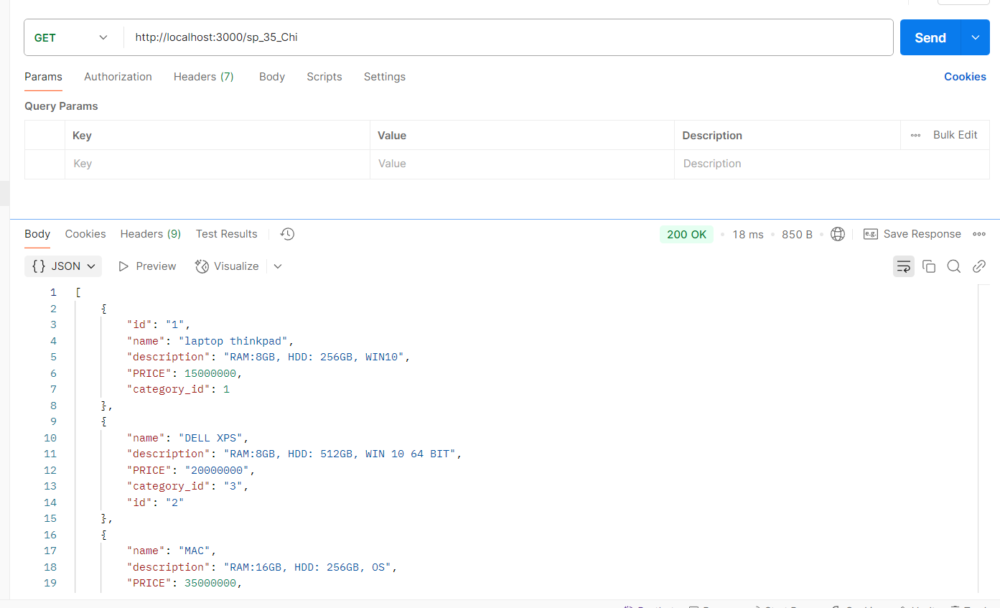 GET http://localhost:3000/sp_35_Chi Send
Params Authorization Headers (7) Body Scripts Settings Cookies
Query Params
Key Value Description Bulk Edit
Key Value Description
Body Cookies Headers (9) Test Results 200 OK 18 ms 850 B e.g. Save Response
{} JSON Preview Visualize
1 [
2 {
3 "id": "1",
4 "name": "laptop thinkpad",
5 "description": "RAM:8GB, HDD: 256GB, WIN10",
6 "PRICE": 15000000,
7 "category_id": 1
8 },
9 {
10 "name": "DELL XPS",
11 "description": "RAM:8GB, HDD: 512GB, WIN 10 64 BIT",
12 "PRICE": "20000000",
13 "category_id": "3",
14 "id": "2"
15 },
16 {
17 "name": "MAC",
18 "description": "RAM:16GB, HDD: 256GB, OS",
19 "PRICE": 35000000,